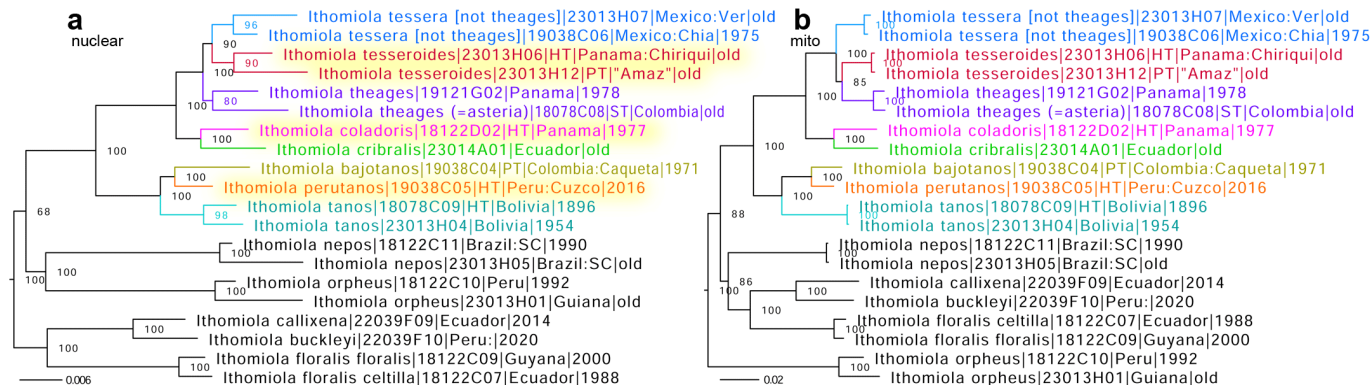 a
nuclear
Ithomiola tessera [not theages]|23013H07|Mexico:Ver|old
96
Ithomiola tessera [not theages]|19038C06|Mexico:Chia|1975
90
Ithomiola tesseroides|23013H06|HT|Panama:Chiriqui|old
90
100
Ithomiola tesseroides|23013H12|PT|"Amaz"|old
Ithomiola theages|19121G02|Panama|1978
100
80
Ithomiola theages (=asteria)|18078C08|ST|Colombia|old
Ithomiola coladoris|18122D02|HT|Panama|1977
100
Ithomiola cribralis|23014A01|Ecuador|old
100
Ithomiola bajotanos|19038C04|PT|Colombia:Caqueta|1971
100
Ithomiola perutanos|19038C05|HT|Peru:Cuzco|2016
100
Ithomiola tanos|18078C09|HT|Bolivia|1896
68
98
Ithomiola tanos|23013H04|Bolivia|1954
Ithomiola nepos|18122C11|Brazil:SC|1990
100
Ithomiola nepos|23013H05|Brazil:SC|old
100
100
Ithomiola orpheus|18122C10|Peru|1992
100
Ithomiola orpheus|23013H01|Guiana|old
Ithomiola callixena|22039F09|Ecuador|2014
100
Ithomiola buckleyi|22039F10|Peru:|2020
100
Ithomiola floralis floralis|18122C09|Guyana|2000
100
Ithomiola floralis celtilla|18122C07|Ecuador|1988
0.006
b
mito
Ithomiola tessera [not theages]|23013H07|Mexico:Ver|old
100
Ithomiola tessera [not theages]|19038C06|Mexico:Chia|1975
Ithomiola tesseroides|23013H06|HT|Panama:Chiriqui|old
100
100
Ithomiola tesseroides|23013H12|PT|"Amaz"|old
85
100
Ithomiola theages|19121G02|Panama|1978
100
Ithomiola theages (=asteria)|18078C08|ST|Colombia|old
Ithomiola coladoris|18122D02|HT|Panama|1977
100
100
Ithomiola cribralis|23014A01|Ecuador|old
Ithomiola bajotanos|19038C04|PT|Colombia:Caqueta|1971
100
Ithomiola perutanos|19038C05|HT|Peru:Cuzco|2016
100
Ithomiola tanos|18078C09|HT|Bolivia|1896
88
100
Ithomiola tanos|23013H04|Bolivia|1954
Ithomiola nepos|18122C11|Brazil:SC|1990
100
Ithomiola nepos|23013H05|Brazil:SC|old
Ithomiola callixena|22039F09|Ecuador|2014
100
86
100
Ithomiola buckleyi|22039F10|Peru:|2020
100
Ithomiola floralis celtilla|18122C07|Ecuador|1988
100
Ithomiola floralis floralis|18122C09|Guyana|2000
Ithomiola orpheus|18122C10|Peru|1992
100
Ithomiola orpheus|23013H01|Guiana|old
0.02